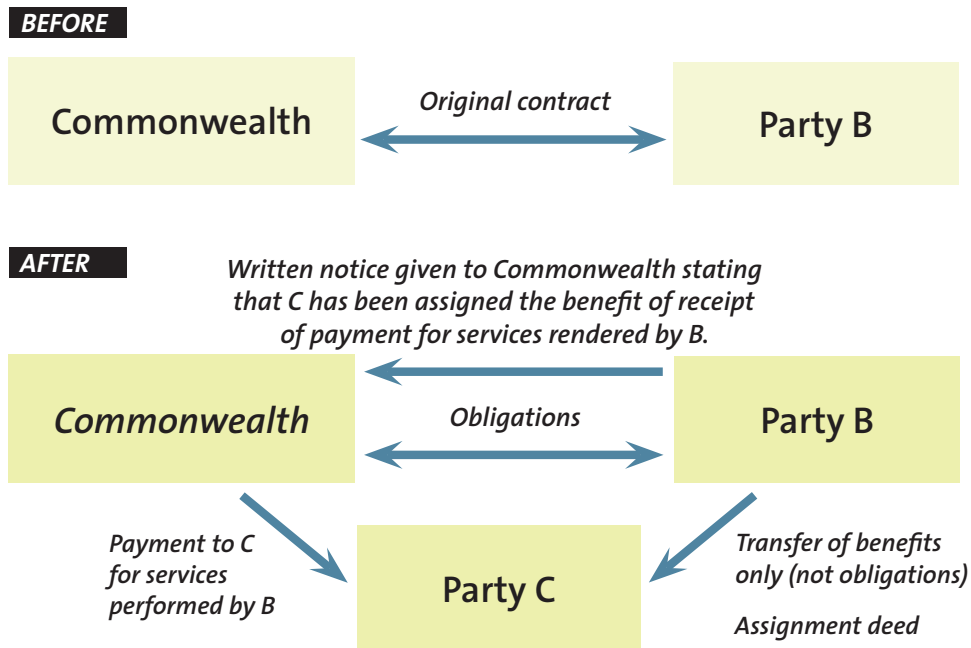 BEFORE
Commonwealth
Original contract
Party B
AFTER
Written notice given to Commonwealth stating
that C has been assigned the benefit of receipt
of payment for services rendered by B.
Commonwealth
Obligations
Party B
Payment to C
for services
performed by B
Party C
Transfer of benefits
only (not obligations)
Assignment deed